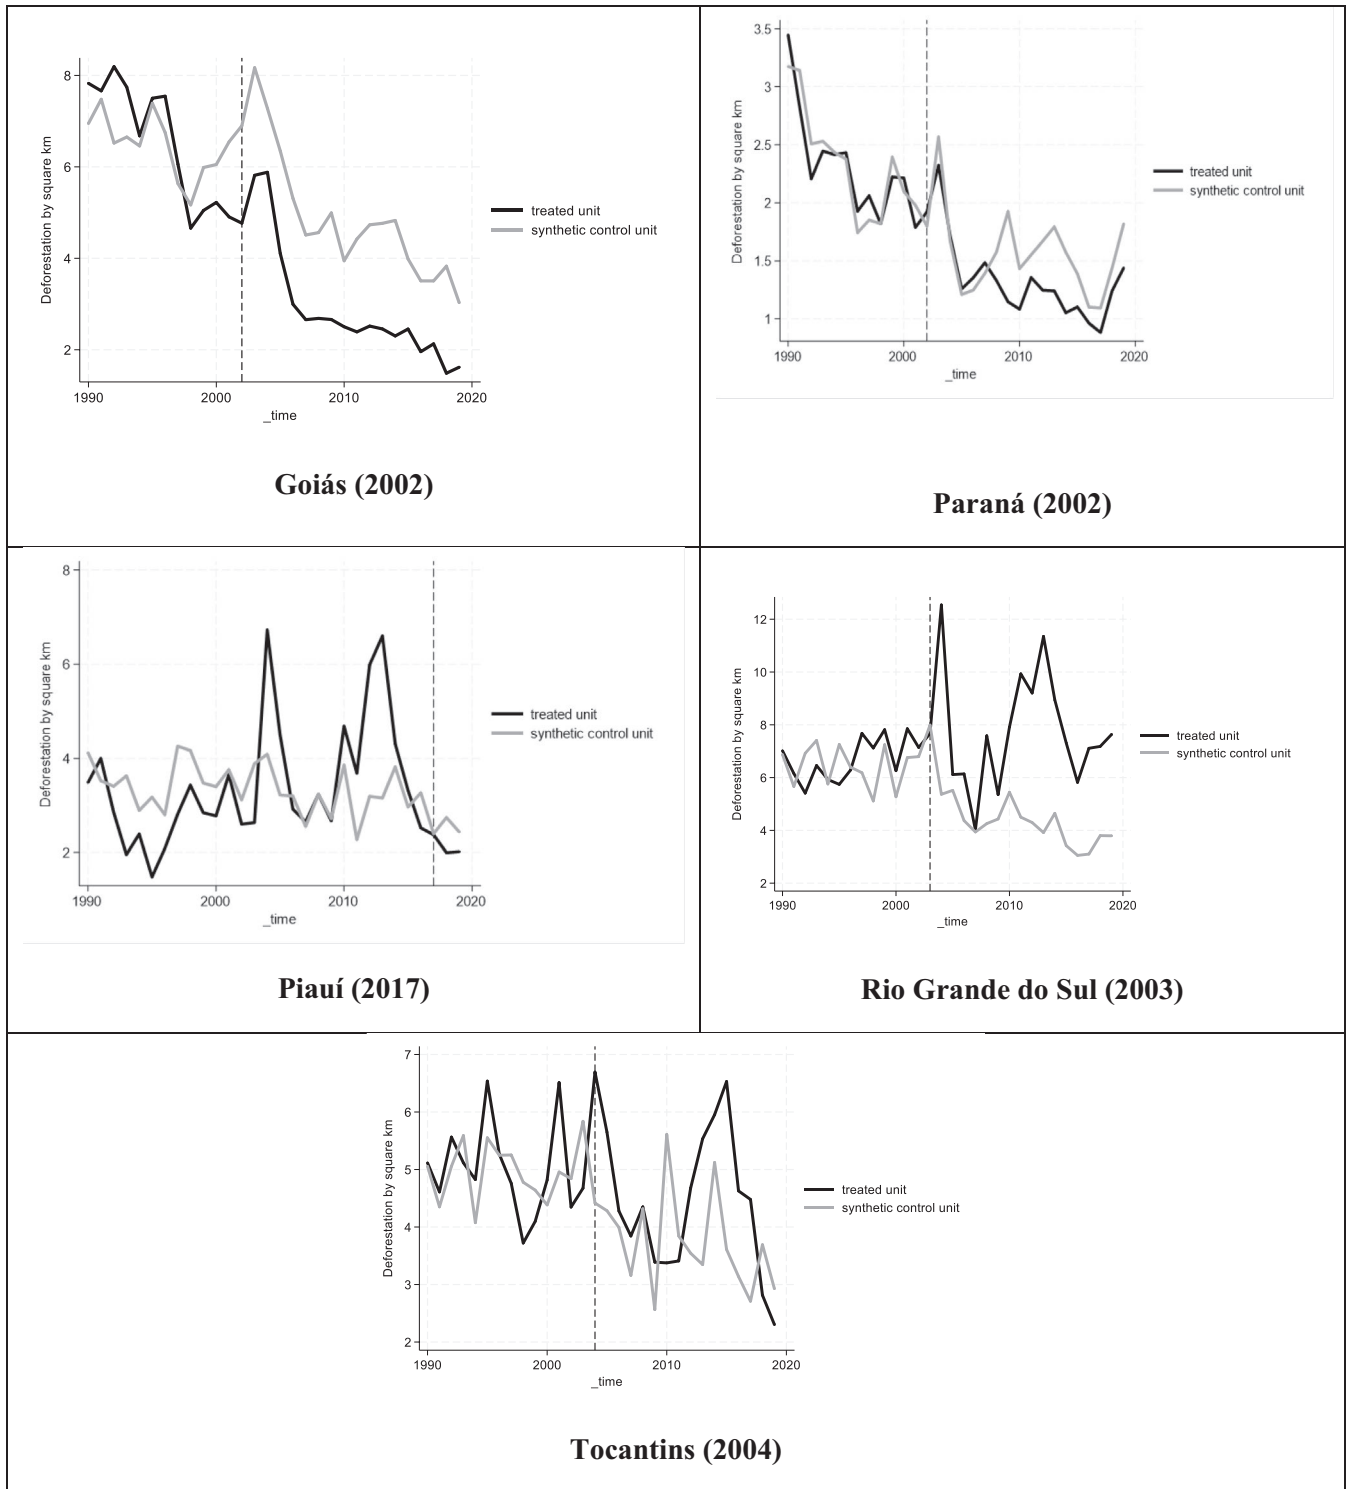 Deforestation by square km
8
6
4
2
1990
2000
2010
2020
_time
treated unit
synthetic control unit
Goiás (2002)
Deforestation by square km
3.5
3
2.5
2
1.5
1
1990
2000
2010
2020
_time
treated unit
synthetic control unit
Paraná (2002)
Deforestation by square km
8
6
4
2
1990
2000
2010
2020
_time
treated unit
synthetic control unit
Piauí (2017)
Deforestation by square km
12
10
8
6
4
2
1990
2000
2010
2020
_time
treated unit
synthetic control unit
Rio Grande do Sul (2003)
Deforestation by square km
7
6
5
4
3
2
1990
2000
2010
2020
_time
treated unit
synthetic control unit
Tocantins (2004)